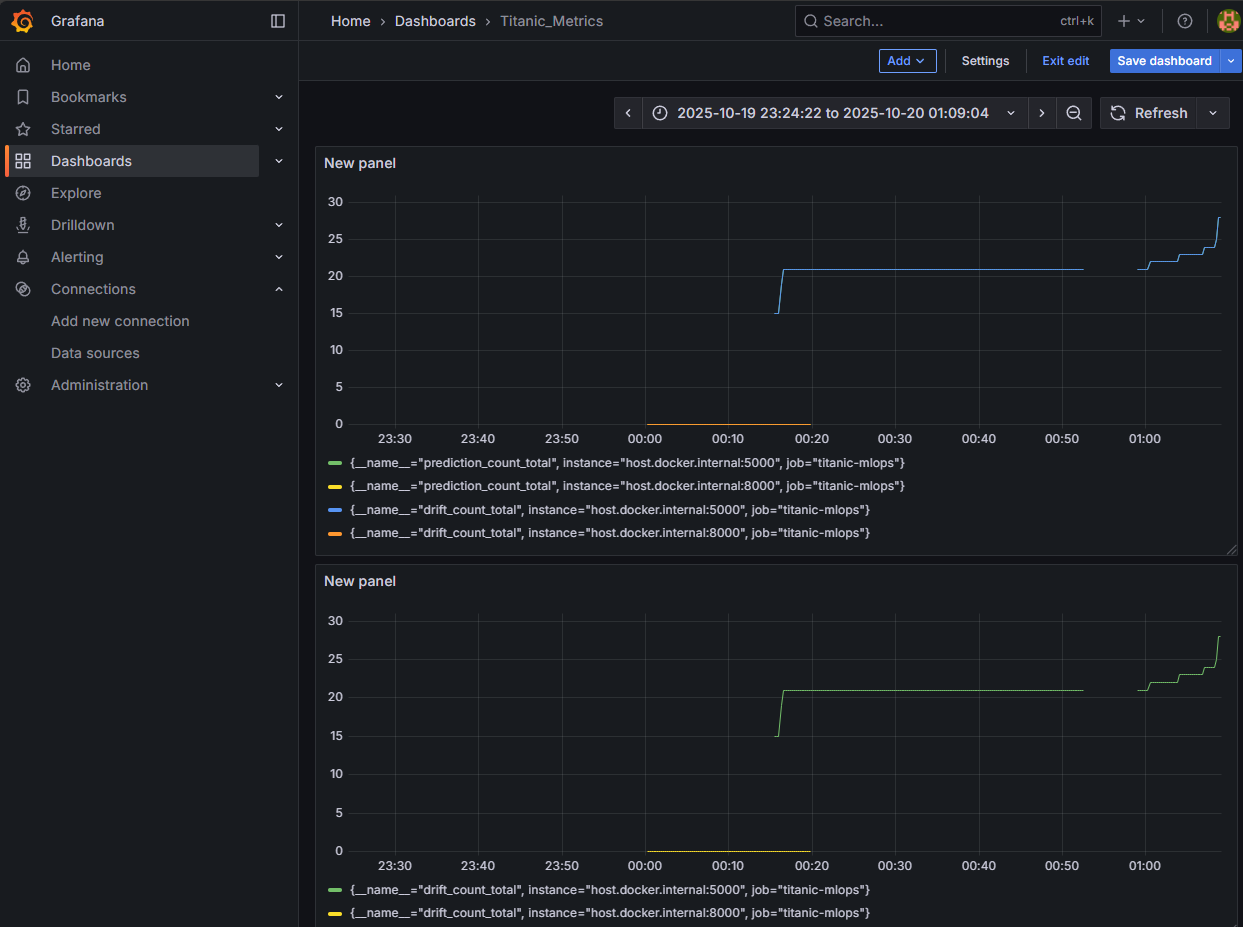 Grafana
Home › Dashboards › Titanic_Metrics
Search... ctrl+k
Add
Settings
Exit edit
Save dashboard
Home
Bookmarks
Starred
Dashboards
Explore
Drilldown
Alerting
Connections
Add new connection
Data sources
Administration
2025-10-19 23:24:22 to 2025-10-20 01:09:04
Refresh
New panel
30
25
20
15
10
5
0
23:30 23:40 23:50 00:00 00:10 00:20 00:30 00:40 00:50 01:00
{__name__="prediction_count_total", instance="host.docker.internal:5000", job="titanic-mlops"}
{__name__="prediction_count_total", instance="host.docker.internal:8000", job="titanic-mlops"}
{__name__="drift_count_total", instance="host.docker.internal:5000", job="titanic-mlops"}
{__name__="drift_count_total", instance="host.docker.internal:8000", job="titanic-mlops"}
New panel
30
25
20
15
10
5
0
23:30 23:40 23:50 00:00 00:10 00:20 00:30 00:40 00:50 01:00
{__name__="drift_count_total", instance="host.docker.internal:5000", job="titanic-mlops"}
{__name__="drift_count_total", instance="host.docker.internal:8000", job="titanic-mlops"}